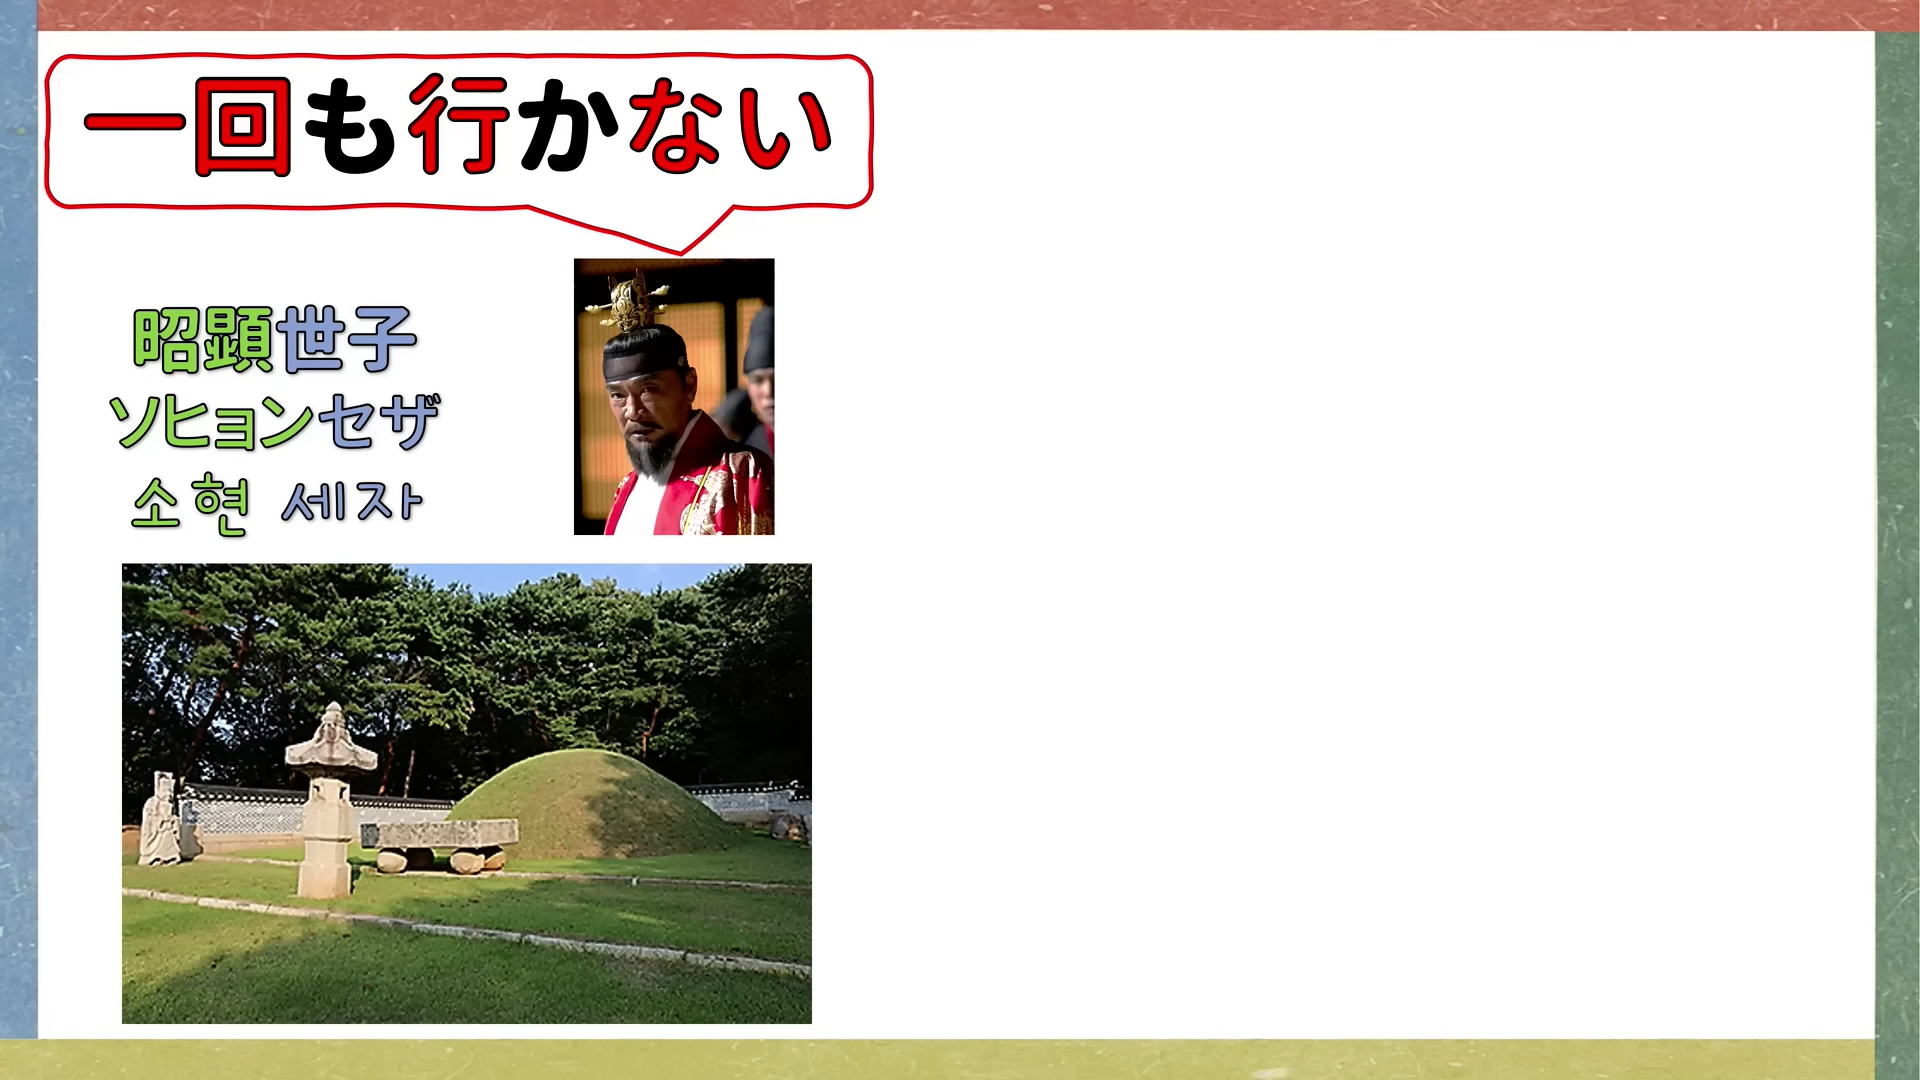 一回も行かない
昭顕世子
ソヒョンセザ
소현 세자